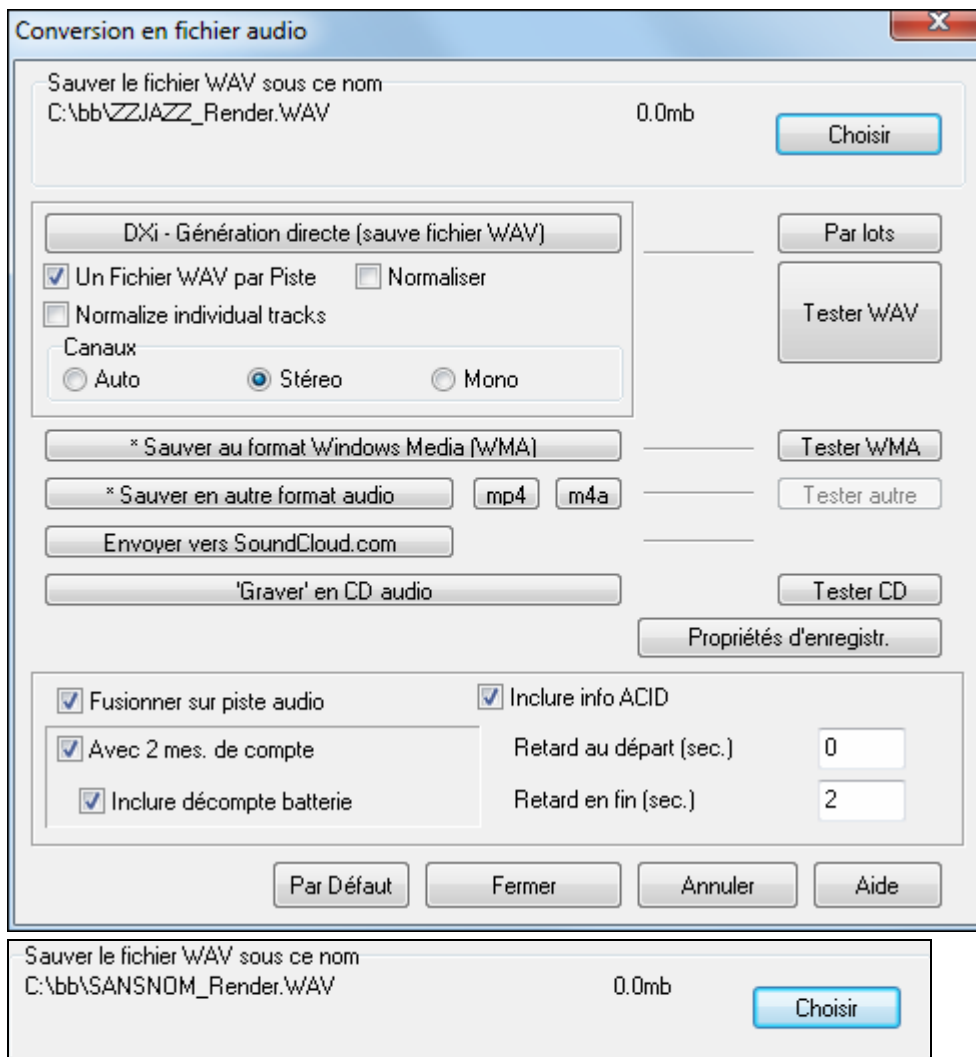 Conversion en fichier audio
Sauver le fichier WAV sous ce nom
C:\bb\ZZJAZZ_Render.WAV 0.0mb Choisir
DXi - Génération directe (sauve fichier WAV) Par lots
Un Fichier WAV par Piste Normaliser Tester WAV
Normalize individual tracks
Canaux
Auto Stéreo Mono
* Sauver au format Windows Media (WMA) Tester WMA
* Sauver en autre format audio mp4 m4a Tester autre
Envoyer vers SoundCloud.com
'Graver' en CD audio Tester CD
Propriétés d'enregistr.
Fusionner sur piste audio Inclure info ACID
Avec 2 mes. de compte Retard au départ (sec.) 0
Inclure décompte batterie Retard en fin (sec.) 2
Par Défaut Fermer Annuler Aide
Sauver le fichier WAV sous ce nom
C:\bb\SANSNOM_Render.WAV 0.0mb Choisir